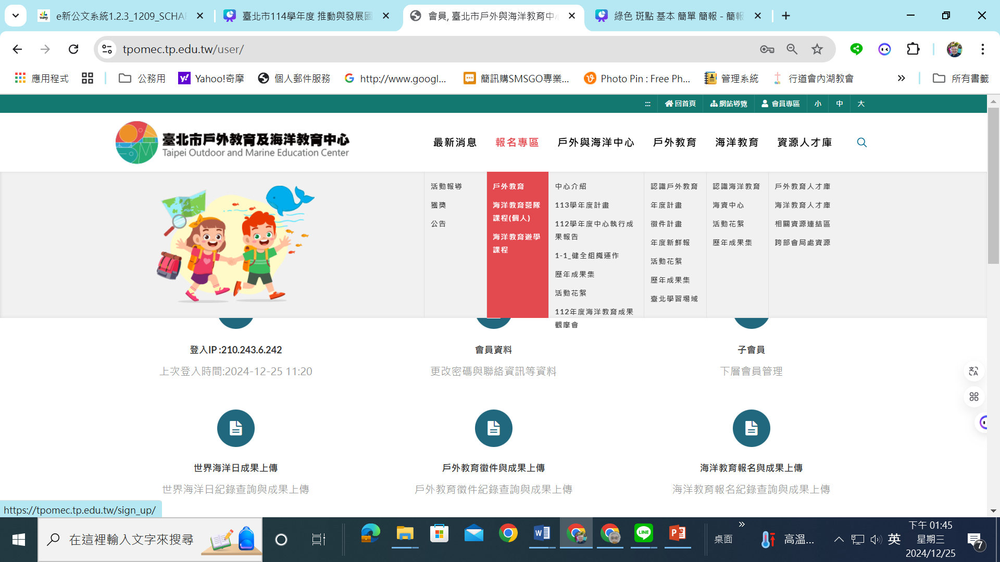 e新公文系統1.2.3_1209_SCHA
臺北市114學年度 推動與發展國
會員, 臺北市戶外與海洋教育中
綠色 斑點 基本 簡單 簡報 - 簡報
tpomec.tp.edu.tw/user/
應用程式
公務用
Yahoo!奇摩
個人郵件服務
http://www.googl...
簡訊購SMSGO專業...
Photo Pin : Free Ph...
管理系統
行道會內湖教會
所有書籤
:::
回首頁
網站導覽
會員專區
小
中
大
臺北市戶外教育及海洋教育中心
Taipei Outdoor and Marine Education Center
最新消息
報名專區
戶外與海洋中心
戶外教育
海洋教育
資源人才庫
活動報導
獲獎
公告
戶外教育
海洋教育營隊
課程(個人)
海洋教育遊學
課程
中心介紹
113學年度計畫
112學年度中心執行成
果報告
1-1_健全組織運作
歷年成果集
活動花絮
112年度海洋教育成果
觀摩會
認識戶外教育
年度計畫
徵件計畫
年度新鮮報
活動花絮
歷年成果集
臺北學習場域
認識海洋教育
海資中心
活動花絮
歷年成果集
戶外教育人才庫
海洋教育人才庫
相關資源連結區
跨部會局處資源
登入IP :210.243.6.242
上次登入時間:2024-12-25 11:20
會員資料
更改密碼與聯絡資訊等資料
子會員
下層會員管理
世界海洋日成果上傳
世界海洋日紀錄查詢與成果上傳
戶外教育徵件與成果上傳
戶外教育徵件紀錄查詢與成果上傳
海洋教育報名與成果上傳
海洋教育報名紀錄查詢與成果上傳
https://tpomec.tp.edu.tw/sign_up/
在這裡輸入文字來搜尋
桌面
高溫...
英
下午 01:45
星期三
2024/12/25
7